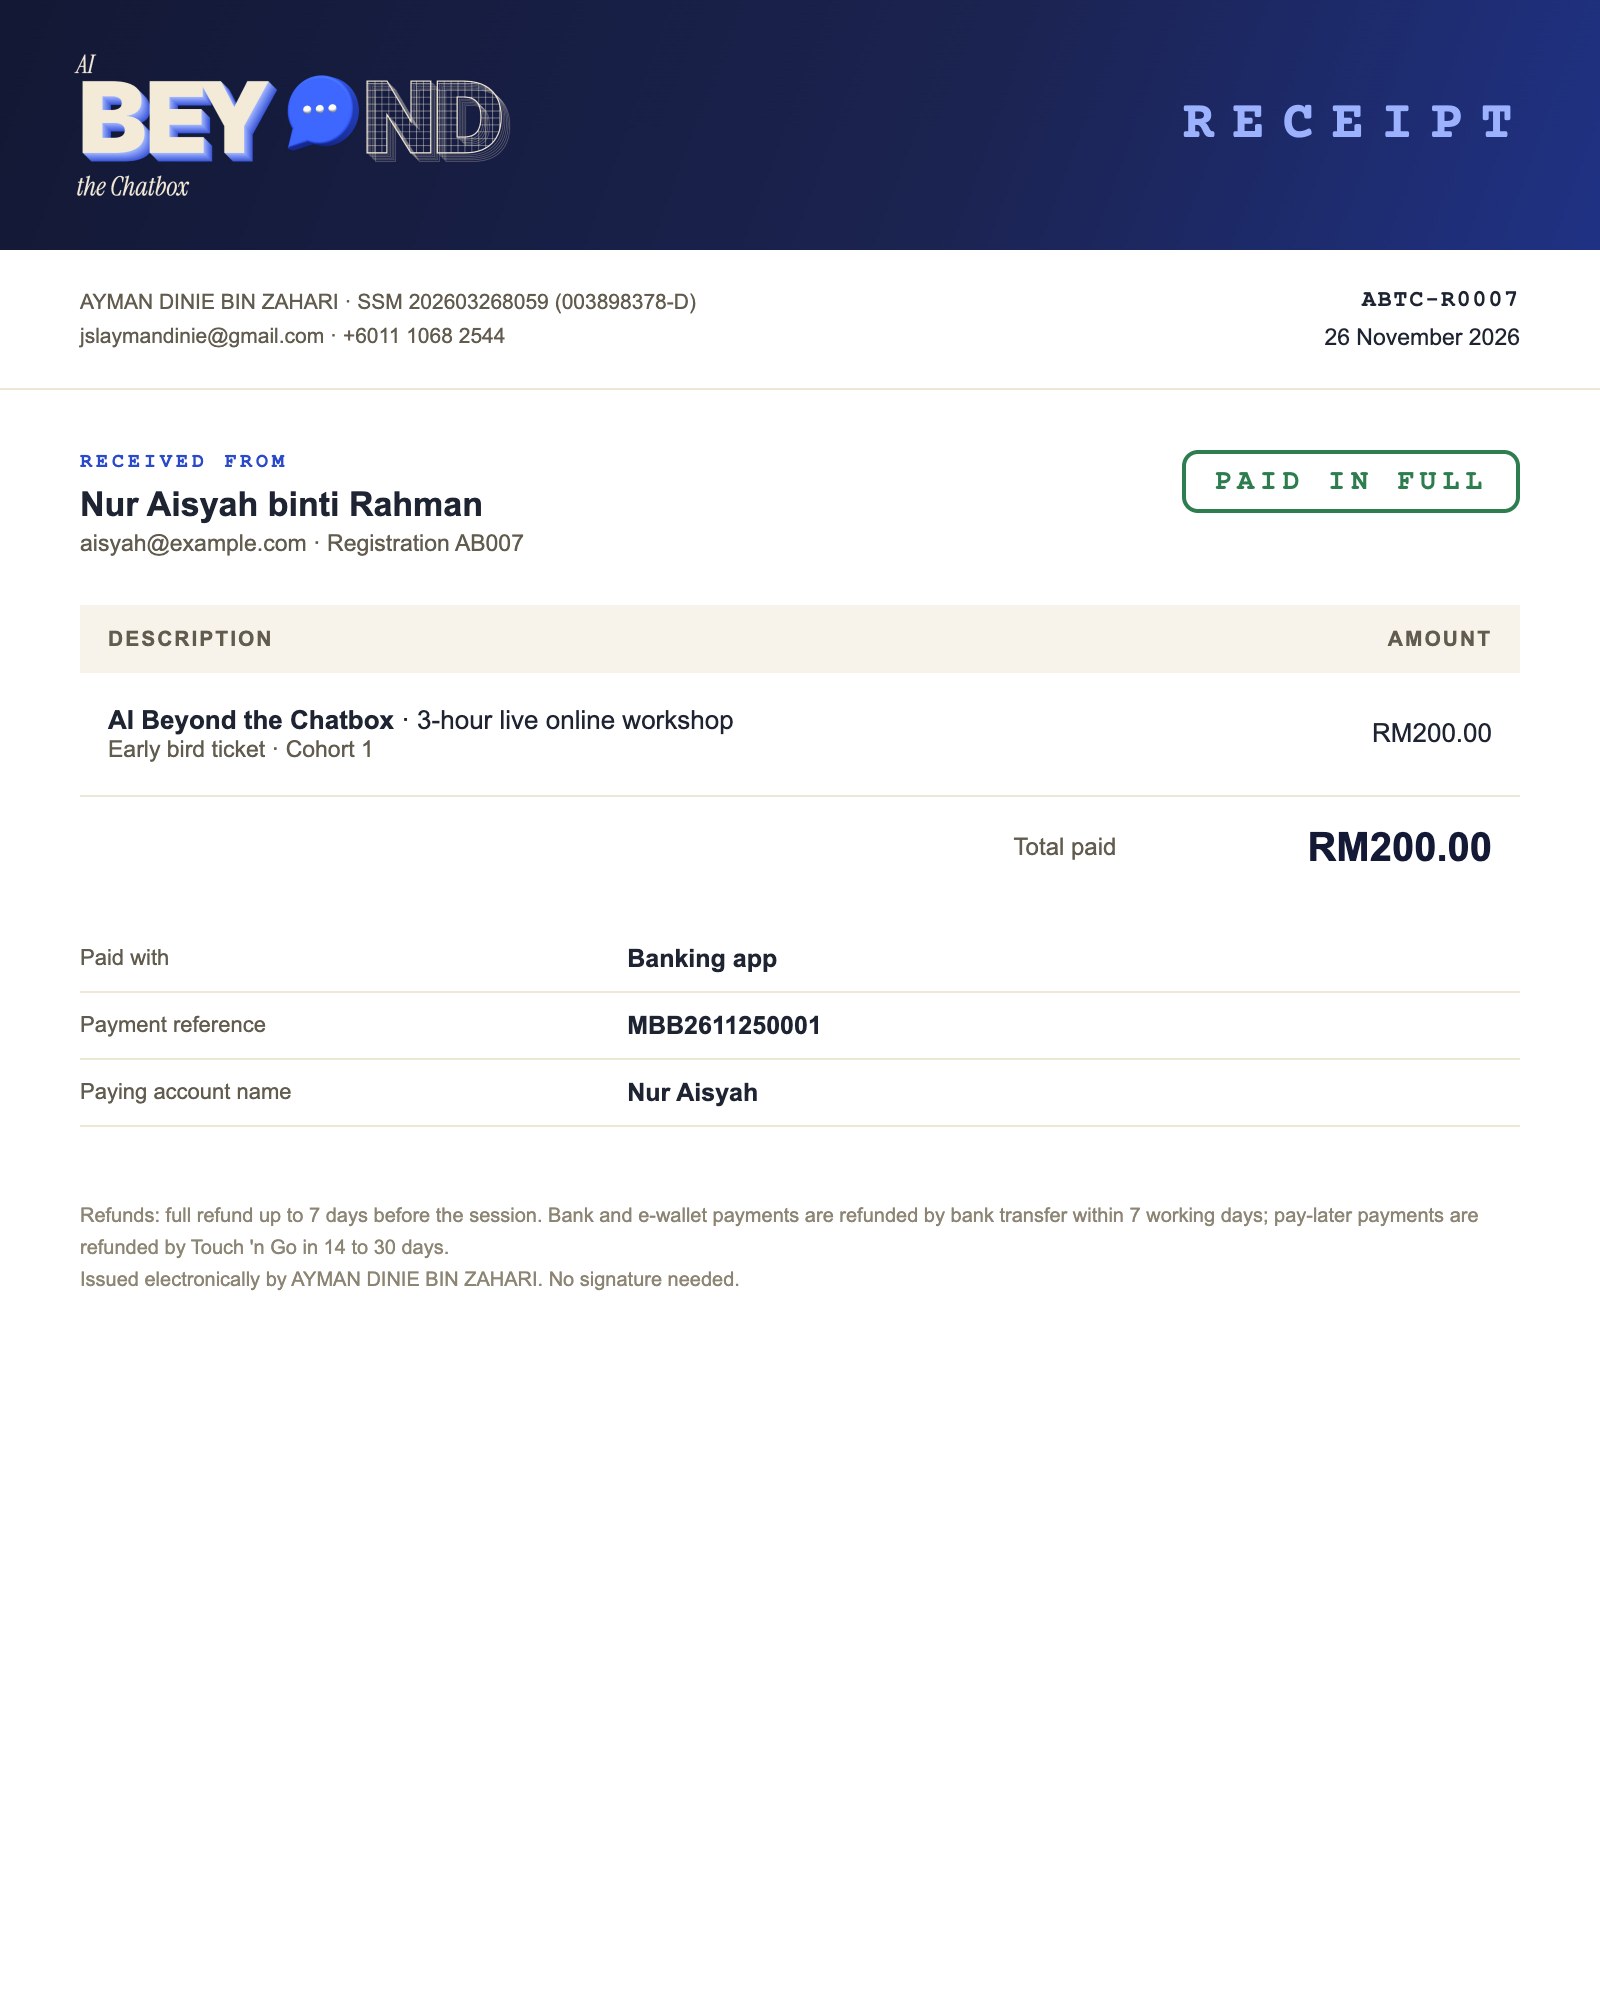 AI
BEYOND
the Chatbox
RECEIPT
AYMAN DINIE BIN ZAHARI · SSM 202603268059 (003898378-D)
jslaymandinie@gmail.com · +6011 1068 2544
ABTC-R0007
26 November 2026
RECEIVED FROM
Nur Aisyah binti Rahman
aisyah@example.com · Registration AB007
PAID IN FULL
DESCRIPTION AMOUNT
AI Beyond the Chatbox · 3-hour live online workshop
Early bird ticket · Cohort 1
RM200.00
Total paid RM200.00
Paid with Banking app
Payment reference MBB2611250001
Paying account name Nur Aisyah
Refunds: full refund up to 7 days before the session. Bank and e-wallet payments are refunded by bank transfer within 7 working days; pay-later payments are
refunded by Touch 'n Go in 14 to 30 days.
Issued electronically by AYMAN DINIE BIN ZAHARI. No signature needed.